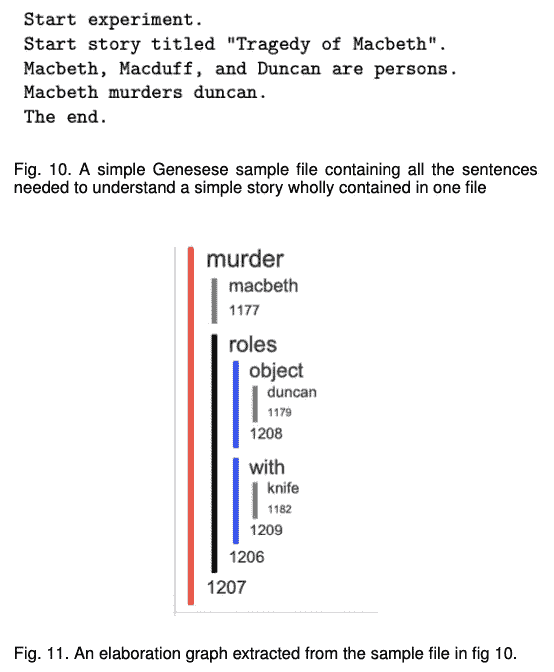 Start experiment.
Start story titled "Tragedy of Macbeth".
Macbeth, Macduff, and Duncan are persons.
Macbeth murders duncan.
The end.
Fig. 10. A simple Genesese sample file containing all the sentences
needed to understand a simple story wholly contained in one file
murder
macbeth
1177
roles
object
duncan
1179
1208
with
knife
1182
1209
1206
1207
Fig. 11. An elaboration graph extracted from the sample file in fig 10.